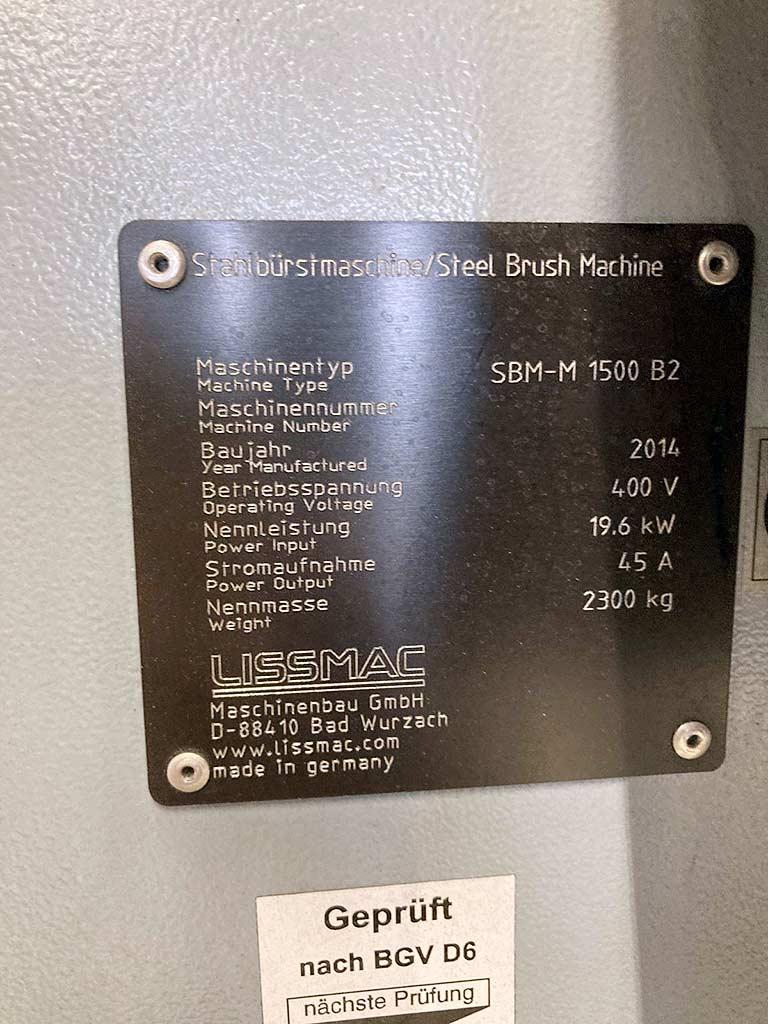 Stahlbürstmaschine/Steel Brush Machine
Maschinentyp SBM-M 1500 B2
Machine Type
Maschinennummer
Machine Number
Baujahr 2014
Year Manufactured
Betriebsspannung 400 V
Operating Voltage
Nennleistung 19.6 kW
Power Input
Stromaufnahme 45 A
Power Output
Nennmasse 2300 kg
Weight
LISSMAC
Maschinenbau GmbH
D-88410 Bad Wurzach
www.lissmac.com
made in germany
Geprüft
nach BGV D6
nächste Prüfung